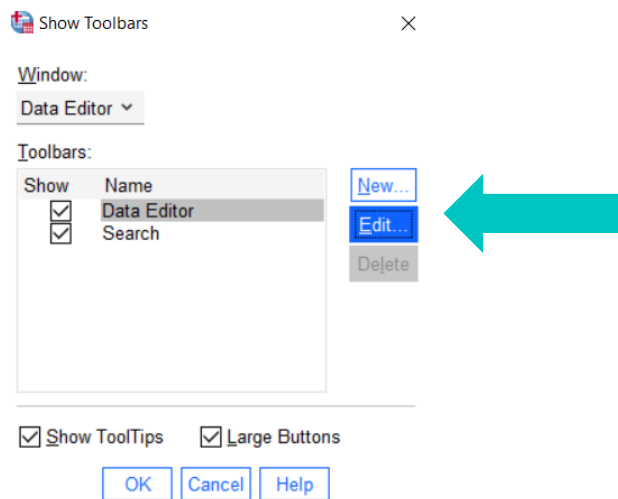 Show Toolbars
Window:
Data Editor
Toolbars:
Show Name
Data Editor
Search
New...
Edit...
Delete
Show ToolTips Large Buttons
OK Cancel Help